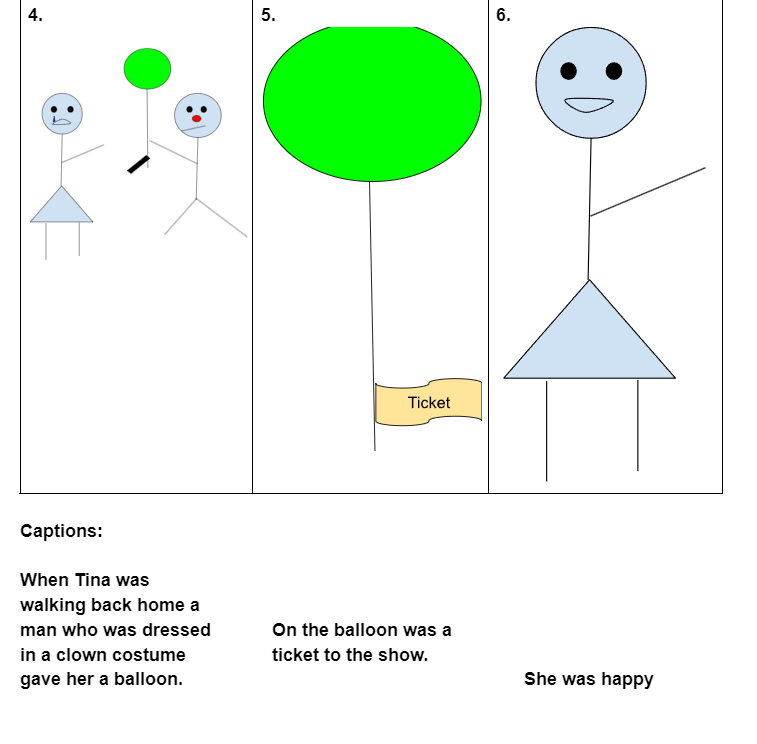 4.
5.
6.
Ticket
Captions:
When Tina was
walking back home a
man who was dressed
in a clown costume
gave her a balloon.
On the balloon was a
ticket to the show.
She was happy